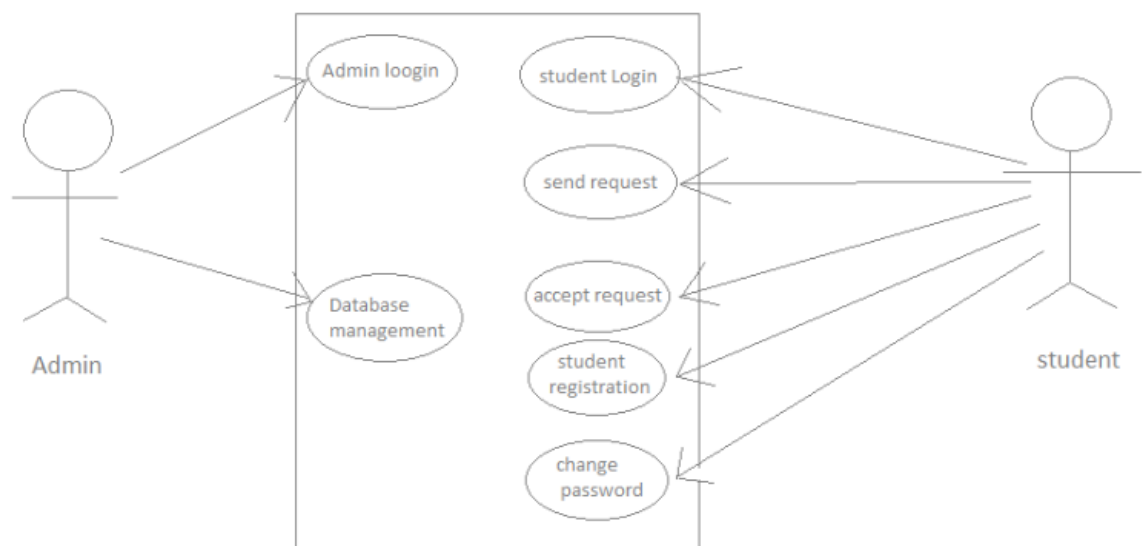 Admin loogin
student Login
send request
accept request
Database
management
student
registration
change
password
Admin
student